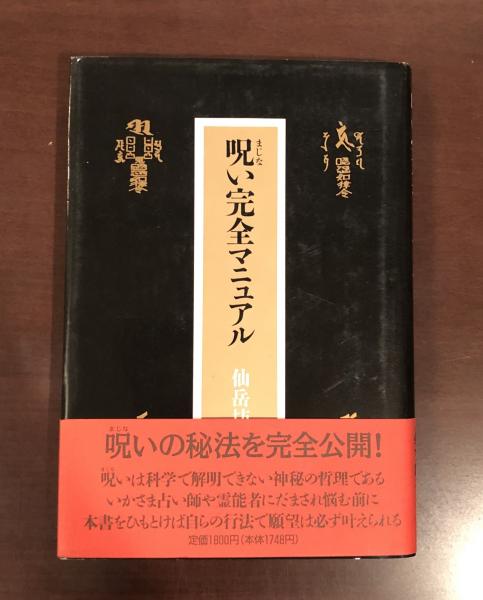 呪い完全マニュアル
まじな
仙岳
呪いの秘法を完全公開!
まじな
呪いは科学で解明できない神秘の哲理である
まじな
いかさま占い師や霊能者にだまされ悩む前に
本書をひもとけば自らの行法で願望は必ず叶えられる
定価1800円(本体1748円)